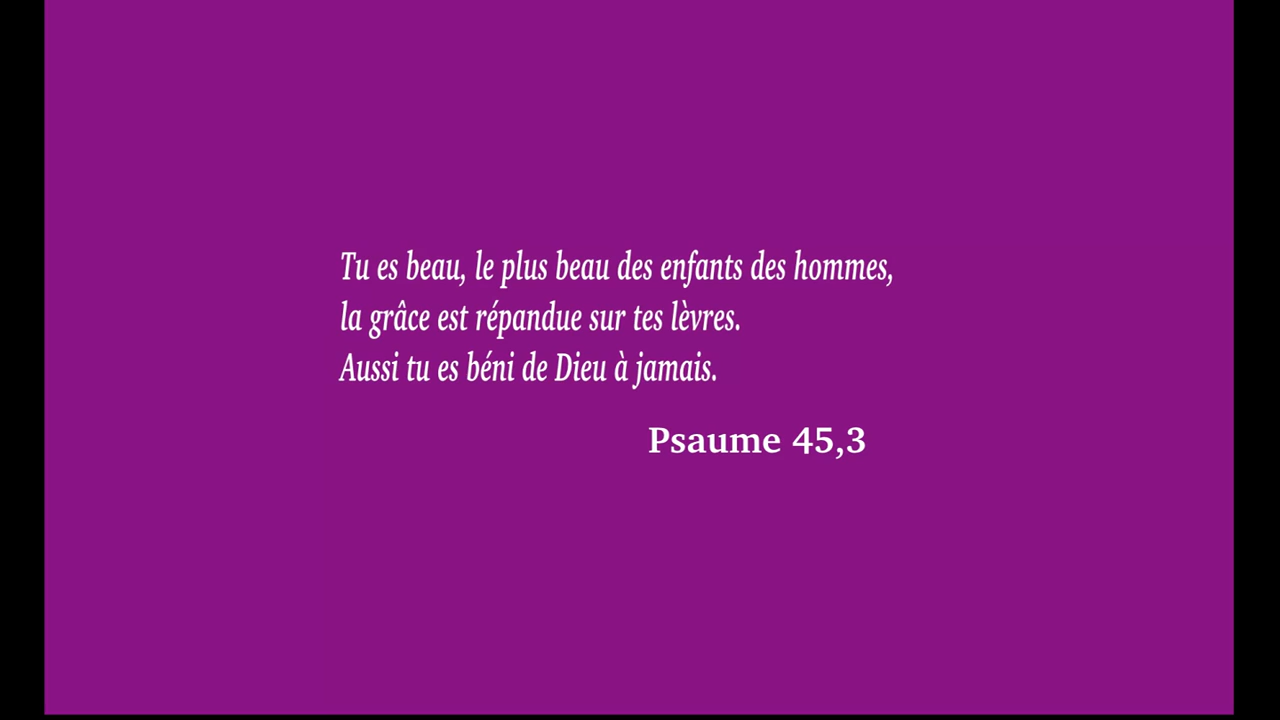 Tu es beau, le plus beau des enfants des hommes,
la grâce est répandue sur tes lèvres.
Aussi tu es béni de Dieu à jamais.
Psaume 45,3